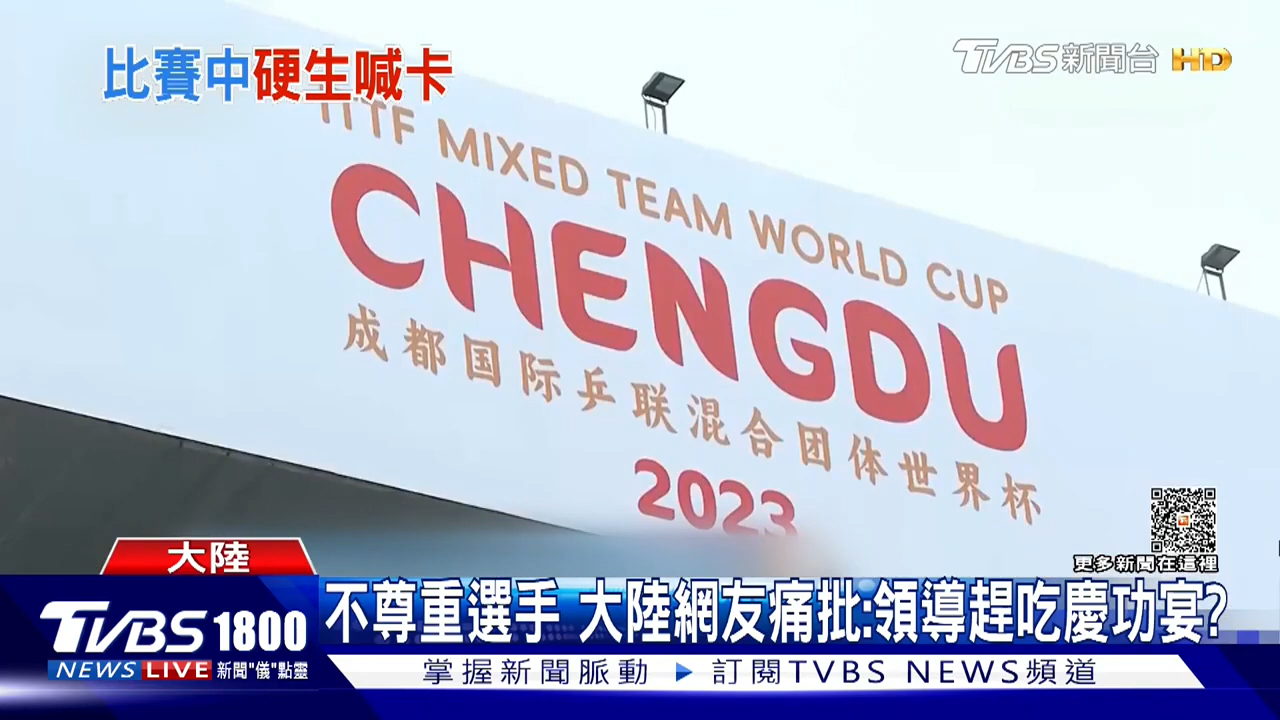 比賽中硬生喊卡
TVBS新聞台 HD
ITTF MIXED TEAM WORLD CUP
CHENGDU
成都国际乒联混合团体世界杯
2023
更多新聞在這裡
大陸
不尊重選手 大陸網友痛批:領導趕吃慶功宴?
TVBS 1800
NEWS LIVE 新聞"儀"點靈
掌握新聞脈動 ▶ 訂閱TVBS NEWS頻道